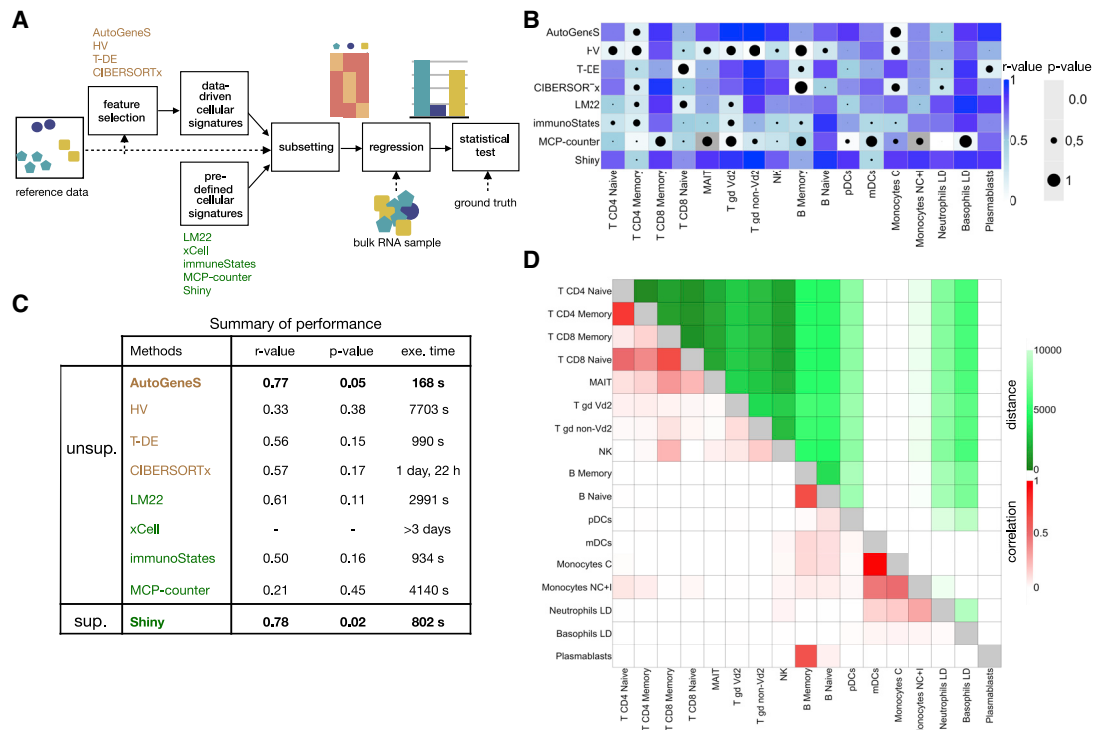 A
AutoGeneS
HV
T-DE
CIBERSORTx
feature selection
data-driven cellular signatures
subsetting
regression
statistical test
pre-defined cellular signatures
reference data
bulk RNA sample
ground truth
LM22
xCell
immuneStates
MCP-counter
Shiny
B
AutoGeneS
HV
T-DE
CIBERSORTx
LM22
immunoStates
MCP-counter
Shiny
T CD4 Naive
T CD4 Memory
T CD8 Memory
T CD8 Naive
MAIT
T gd Vd2
T gd non-Vd2
NK
B Memory
B Naive
pDCs
mDCs
Monocytes C
Monocytes NC+I
Neutrophils LD
Basophils LD
Plasmablasts
r-value
1
0.5
0
p-value
0.0
0,5
1
C
Summary of performance
Methods r-value p-value exe. time
unsup.
AutoGeneS 0.77 0.05 168 s
HV 0.33 0.38 7703 s
T-DE 0.56 0.15 990 s
CIBERSORTx 0.57 0.17 1 day, 22 h
LM22 0.61 0.11 2991 s
xCell - - >3 days
immunoStates 0.50 0.16 934 s
MCP-counter 0.21 0.45 4140 s
sup. Shiny 0.78 0.02 802 s
D
T CD4 Naive
T CD4 Memory
T CD8 Memory
T CD8 Naive
MAIT
T gd Vd2
T gd non-Vd2
NK
B Memory
B Naive
pDCs
mDCs
Monocytes C
Monocytes NC+I
Neutrophils LD
Basophils LD
Plasmablasts
T CD4 Naive
T CD4 Memory
T CD8 Memory
T CD8 Naive
MAIT
T gd Vd2
T gd non-Vd2
NK
B Memory
B Naive
pDCs
mDCs
Monocytes C
Monocytes NC+I
Neutrophils LD
Basophils LD
Plasmablasts
distance
10000
5000
0
correlation
1
0.5
0